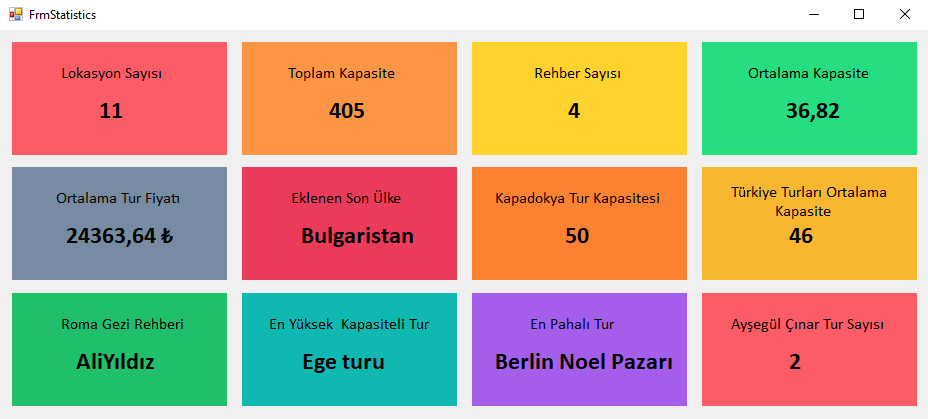 FrmStatistics
Lokasyon Sayısı
11
Toplam Kapasite
405
Rehber Sayısı
4
Ortalama Kapasite
36,82
Ortalama Tur Fiyatı
24363,64 ₺
Eklenen Son Ülke
Bulgaristan
Kapadokya Tur Kapasitesi
50
Türkiye Turları Ortalama
Kapasite
46
Roma Gezi Rehberi
AliYıldız
En Yüksek  Kapasiteli Tur
Ege turu
En Pahalı Tur
Berlin Noel Pazarı
Ayşegül Çınar Tur Sayısı
2